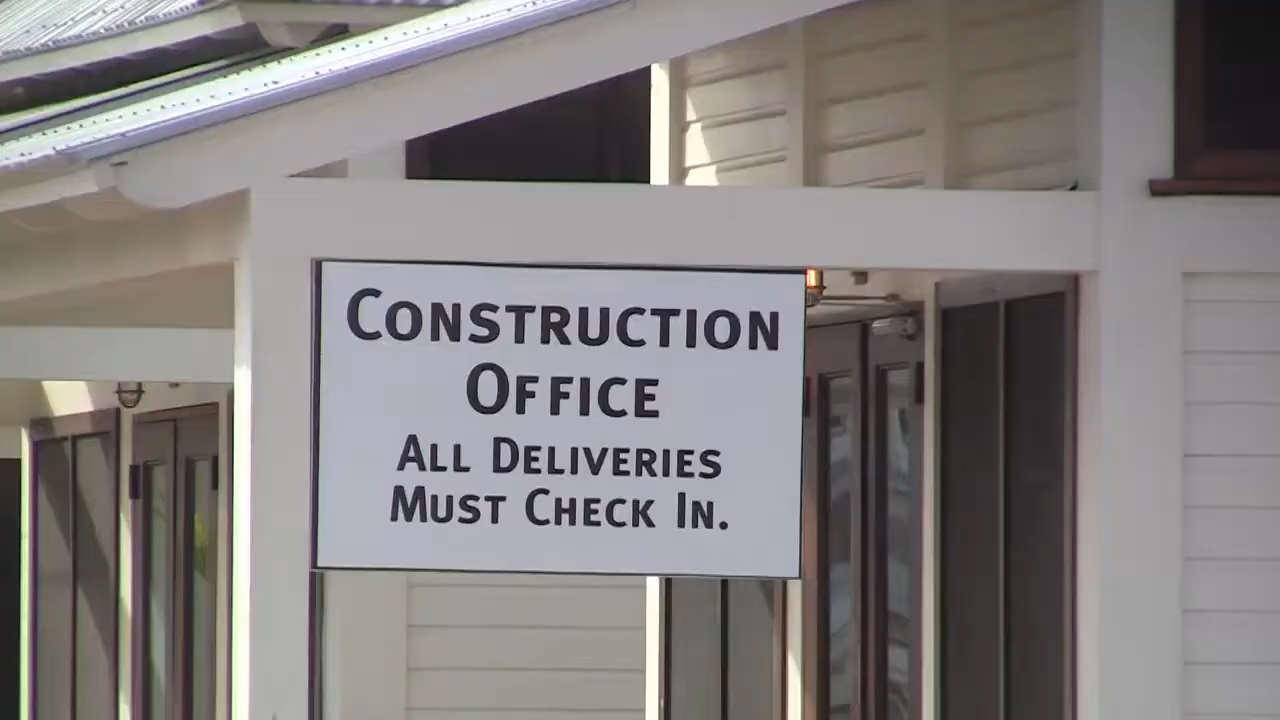 CONSTRUCTION
OFFICE
ALL DELIVERIES
MUST CHECK IN.